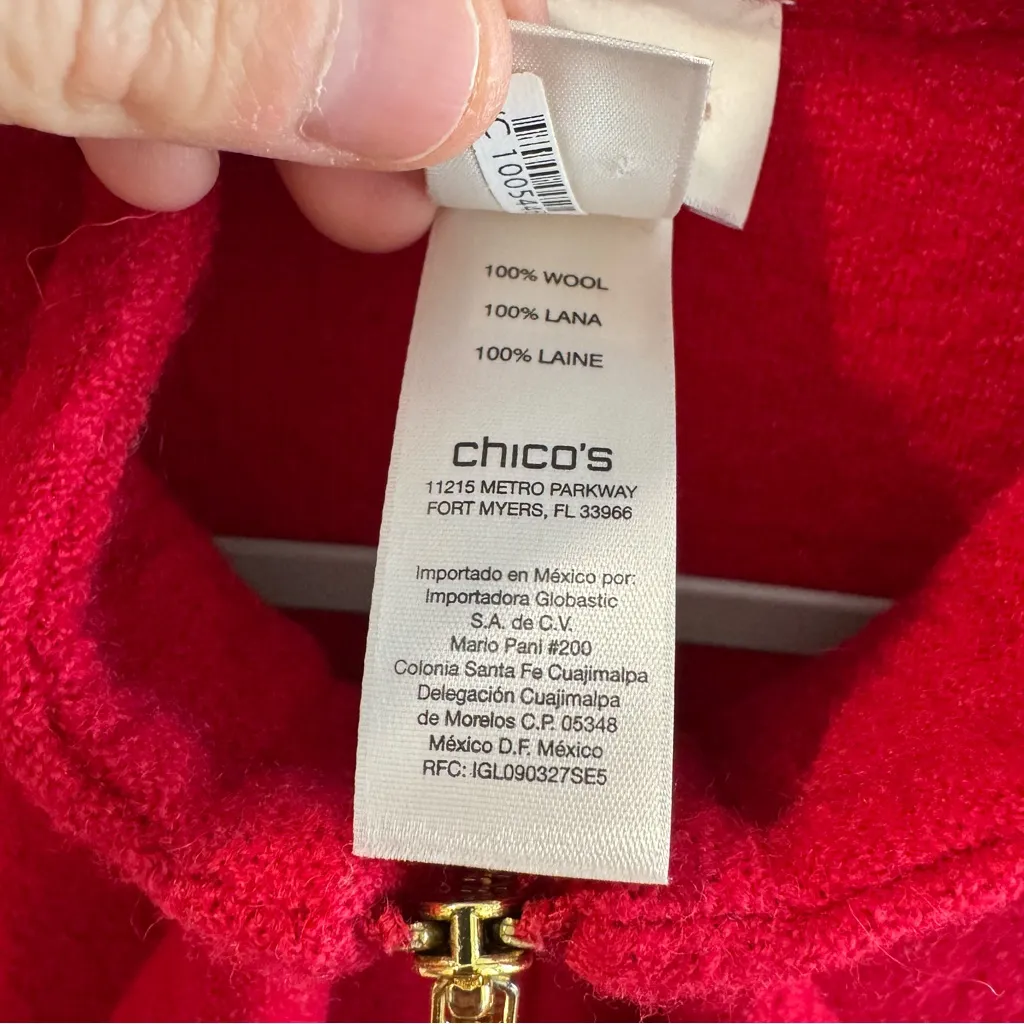 100% WOOL
100% LANA
100% LAINE
chico's
11215 METRO PARKWAY
FORT MYERS, FL 33966
Importado en México por:
Importadora Globastic
S.A. de C.V.
Mario Pani #200
Colonia Santa Fe Cuajimalpa
Delegación Cuajimalpa
de Morelos C.P. 05348
México D.F. México
RFC: IGL090327SE5